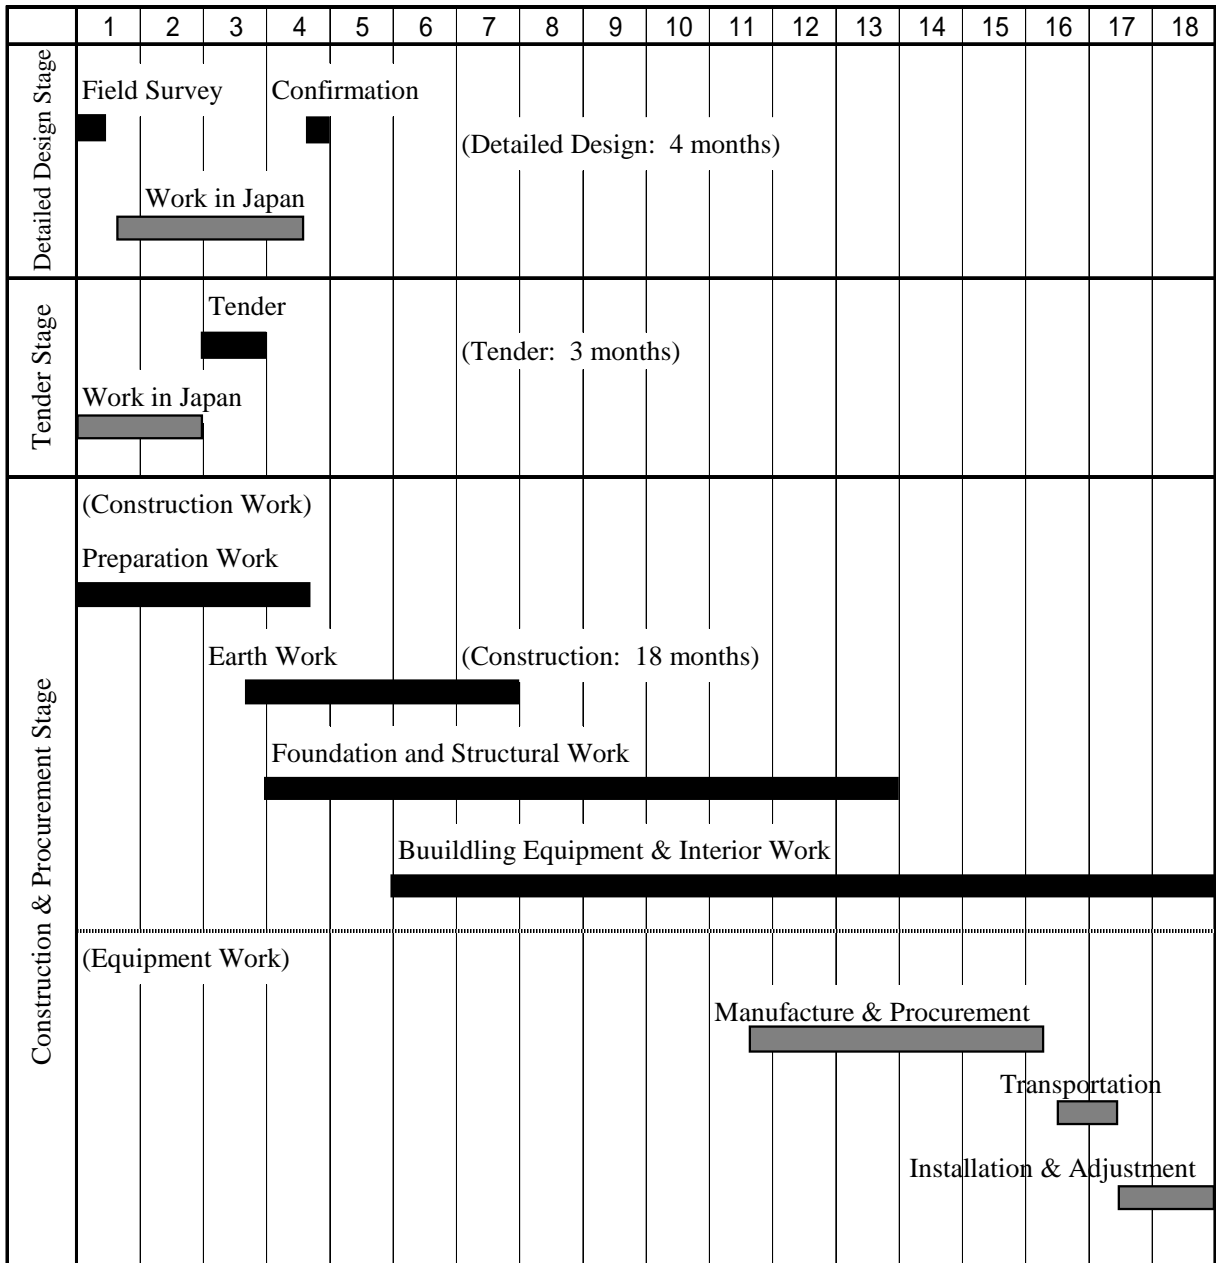 1 2 3 4 5 6 7 8 9 10 11 12 13 14 15 16 17 18
Detailed Design Stage
Field Survey Confirmation
(Detailed Design: 4 months)
Work in Japan
Tender Stage
Tender
(Tender: 3 months)
Work in Japan
Construction & Procurement Stage
(Construction Work)
Preparation Work
Earth Work (Construction: 18 months)
Foundation and Structural Work
Buuildling Equipment & Interior Work
(Equipment Work)
Manufacture & Procurement
Transportation
Installation & Adjustment